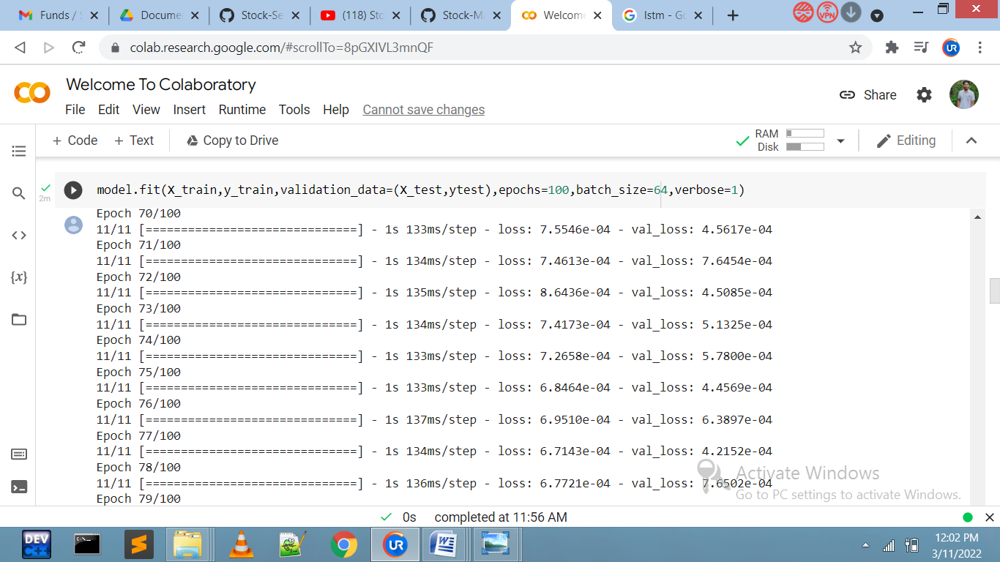 Funds / S
Docume
Stock-Se
(118) Sto
Stock-Ma
Welcome
lstm - Go
VPN
colab.research.google.com/#scrollTo=8pGXlVL3mnQF
UR
CO
Welcome To Colaboratory
File Edit View Insert Runtime Tools Help Cannot save changes
Share
+ Code + Text Copy to Drive
RAM
Disk
Editing
2m
model.fit(X_train,y_train,validation_data=(X_test,ytest),epochs=100,batch_size=64,verbose=1)
Epoch 70/100
11/11 [==============================] - 1s 133ms/step - loss: 7.5546e-04 - val_loss: 4.5617e-04
Epoch 71/100
11/11 [==============================] - 1s 134ms/step - loss: 7.4613e-04 - val_loss: 7.6454e-04
Epoch 72/100
11/11 [==============================] - 1s 135ms/step - loss: 8.6436e-04 - val_loss: 4.5085e-04
Epoch 73/100
11/11 [==============================] - 1s 134ms/step - loss: 7.4173e-04 - val_loss: 5.1325e-04
Epoch 74/100
11/11 [==============================] - 1s 133ms/step - loss: 7.2658e-04 - val_loss: 5.7800e-04
Epoch 75/100
11/11 [==============================] - 1s 133ms/step - loss: 6.8464e-04 - val_loss: 4.4569e-04
Epoch 76/100
11/11 [==============================] - 1s 137ms/step - loss: 6.9510e-04 - val_loss: 6.3897e-04
Epoch 77/100
11/11 [==============================] - 1s 134ms/step - loss: 6.7143e-04 - val_loss: 4.2152e-04
Epoch 78/100
11/11 [==============================] - 1s 136ms/step - loss: 6.7721e-04 - val_loss: 7.6502e-04
Epoch 79/100
{x}
Activate Windows
Go to PC settings to activate Windows.
0s completed at 11:56 AM
DEV
C++
UR
12:02 PM
3/11/2022